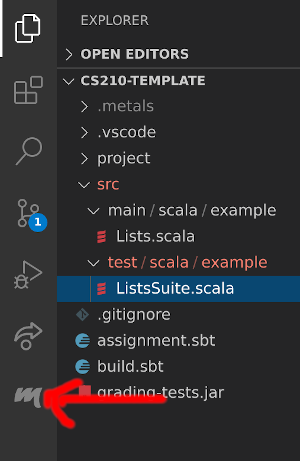 EXPLORER
OPEN EDITORS
CS210-TEMPLATE
.metals
.vscode
project
src
main / scala / example
Lists.scala
test / scala / example
ListsSuite.scala
1
.gitignore
assignment.sbt
build.sbt
m
grading-tests.jar